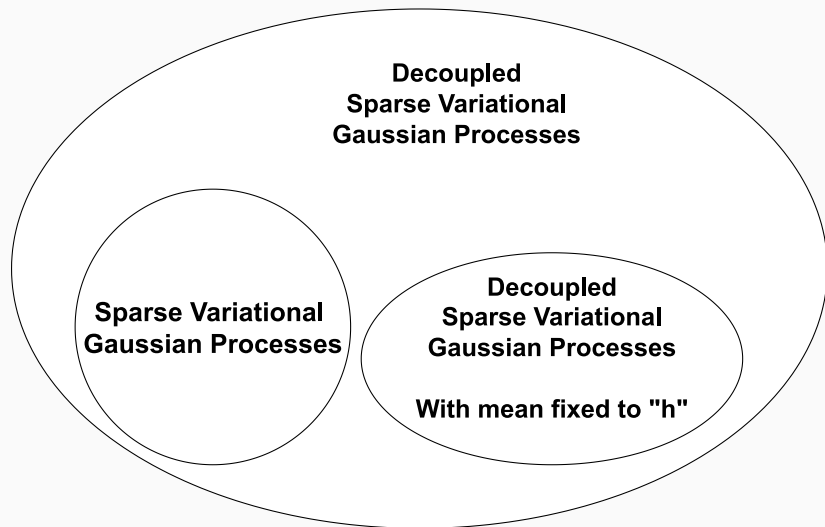 Decoupled
Sparse Variational
Gaussian Processes
Sparse Variational
Gaussian Processes
Decoupled
Sparse Variational
Gaussian Processes
With mean fixed to "h"